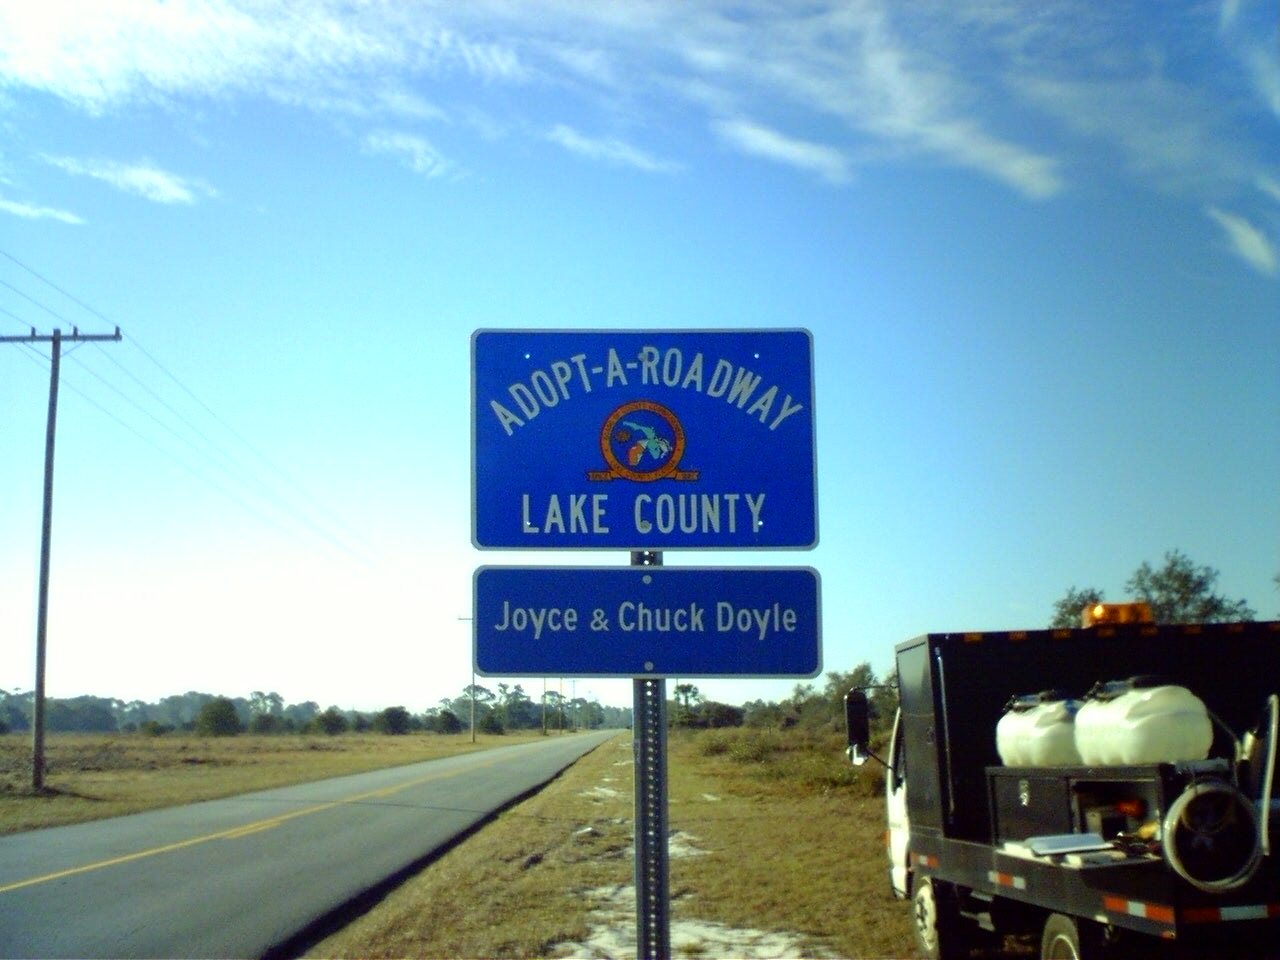 ADOPT-A-ROADWAY
LAKE COUNTY
Joyce & Chuck Doyle